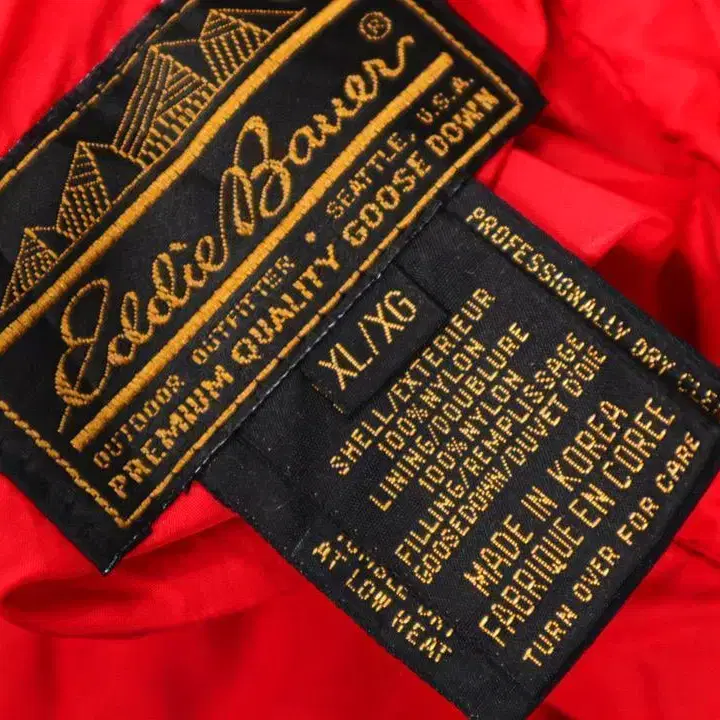 Eddie Bauer®
OUTDOOR OUTFITTER • SEATTLE, U.S.A.
PREMIUM QUALITY GOOSE DOWN
XL/XG
SHELL/EXTERIEUR
100% NYLON
LINING/DOUBLURE
100% NYLON
FILLING/REMPLISSAGE
GOOSEDOWN/DUVET D'OIE
MADE IN KOREA
FABRIQUE EN COREE
TURN OVER FOR CARE
PROFESSIONALLY DRY
AT LOW HEAT